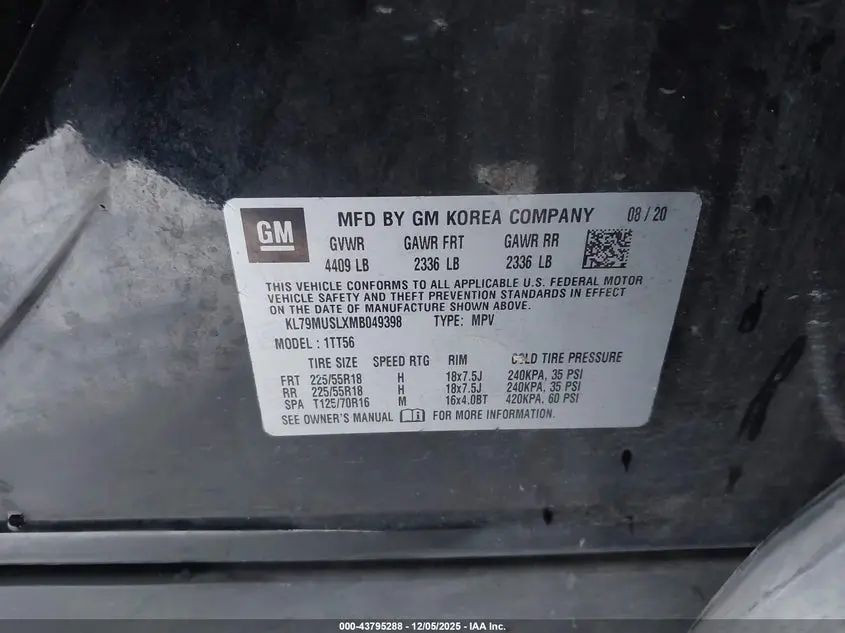 GM MFD BY GM KOREA COMPANY 08/20
GVWR GAWR FRT GAWR RR
4409 LB 2336 LB 2336 LB
THIS VEHICLE CONFORMS TO ALL APPLICABLE U.S. FEDERAL MOTOR
VEHICLE SAFETY AND THEFT PREVENTION STANDARDS IN EFFECT
ON THE DATE OF MANUFACTURE SHOWN ABOVE.
KL79MUSLXMB049398 TYPE: MPV
MODEL : 1TT56
TIRE SIZE SPEED RTG RIM COLD TIRE PRESSURE
FRT 225/55R18 H 18x7.5J 240KPA, 35 PSI
RR 225/55R18 H 18x7.5J 240KPA, 35 PSI
SPA T125/70R16 M 16x4.0BT 420KPA, 60 PSI
SEE OWNER'S MANUAL FOR MORE INFORMATION.
000-43795288 - 12/05/2025 - IAA Inc.